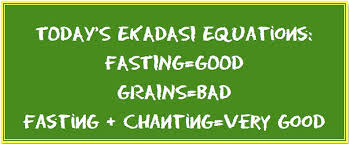 TODAY'S EKADASI EQUATIONS:
FASTING=GOOD
GRAINS=BAD
FASTING + CHANTING=VERY GOOD